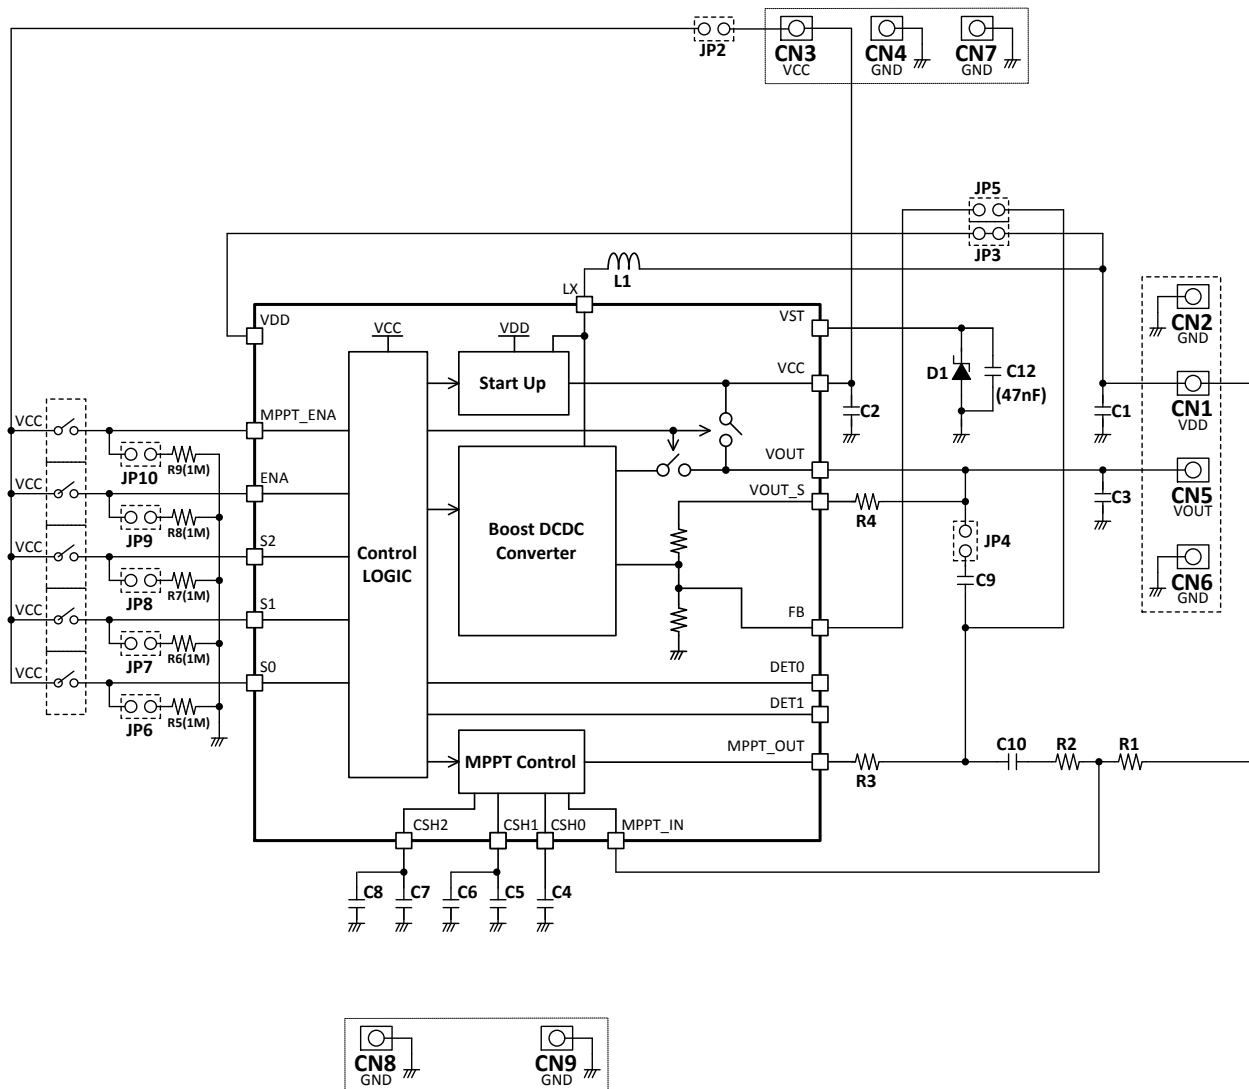 JP2
CN3
VCC
CN4
GND
CN7
GND
JP5
JP3
L1
LX
VDD
VST
VCC
VDD
Start Up
VCC
D1
C12
(47nF)
C2
C1
CN2
GND
CN1
VDD
VCC
MPPT_ENA
JP10
R9(1M)
VOUT
CN5
VOUT
C3
VCC
ENA
JP9
R8(1M)
VOUT_S
R4
Boost DCDC
Converter
Control
LOGIC
JP4
C9
CN6
GND
VCC
S2
JP8
R7(1M)
VCC
S1
JP7
R6(1M)
FB
VCC
S0
JP6
R5(1M)
DET0
DET1
MPPT Control
MPPT_OUT
R3
C10
R2
R1
CSH2
CSH1
CSH0
MPPT_IN
C8
C7
C6
C5
C4
CN8
GND
CN9
GND